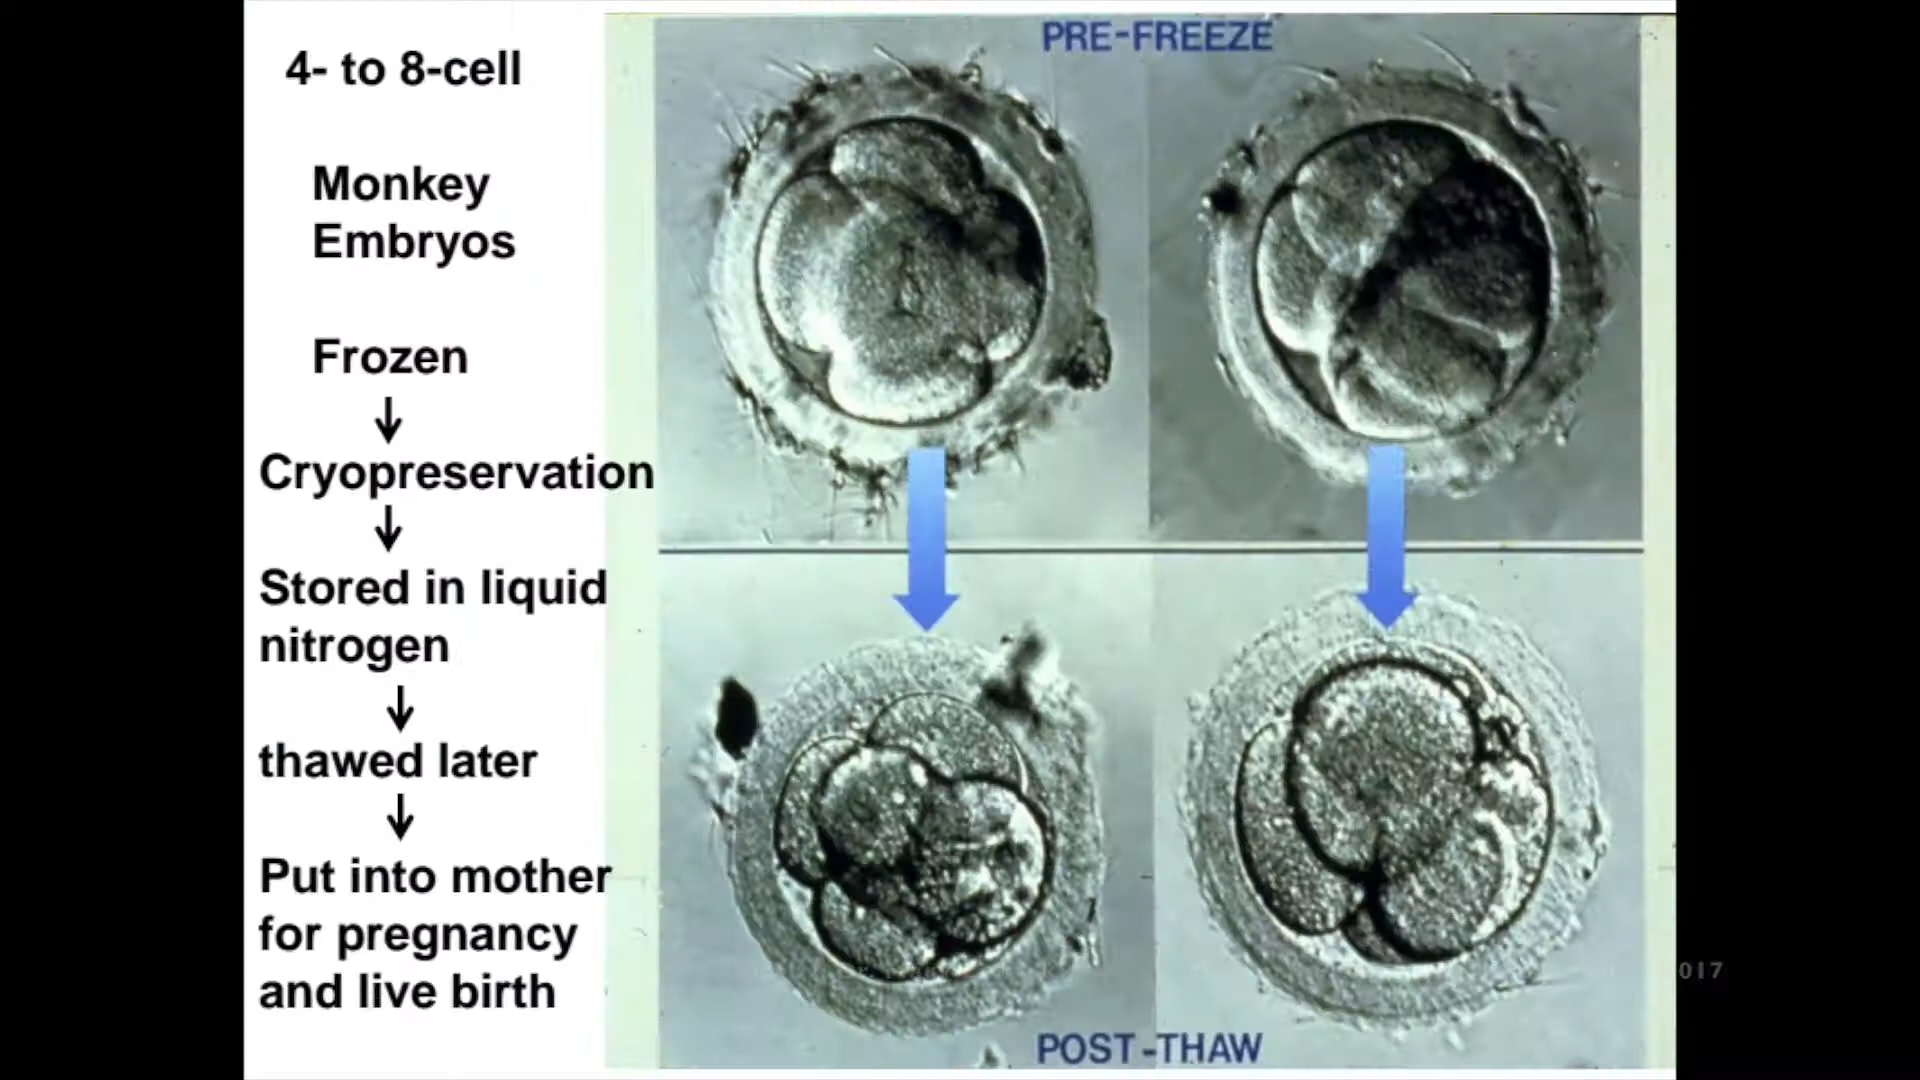 4- to 8-cell
Monkey
Embryos
Frozen
Cryopreservation
Stored in liquid
nitrogen
thawed later
Put into mother
for pregnancy
and live birth
PRE-FREEZE
POST-THAW
017